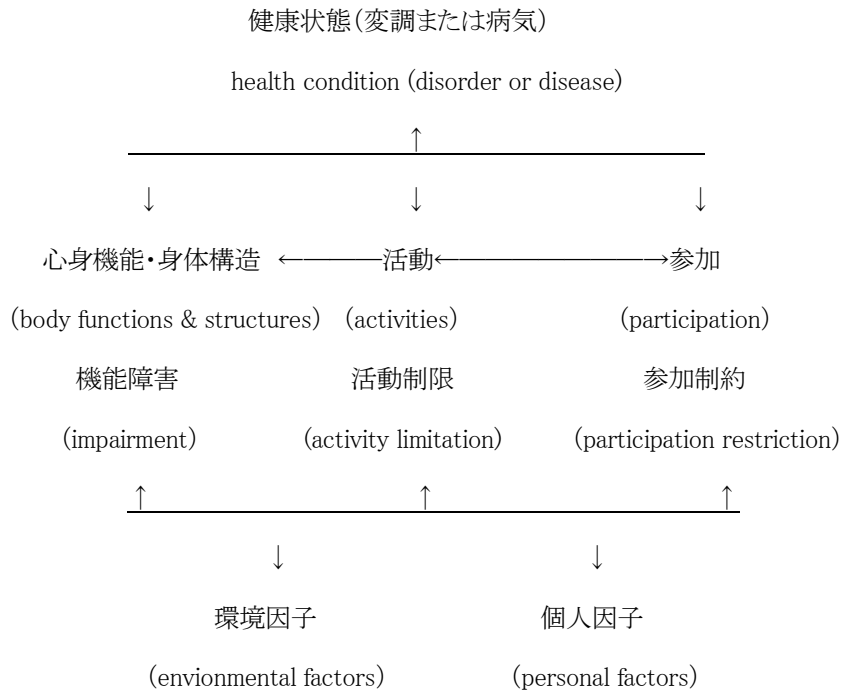 健康状態(変調または病気)
health condition (disorder or disease)
↑
↓ ↓ ↓
心身機能・身体構造 ←―――活動←――――――→参加
(body functions & structures) (activities) (participation)
機能障害 活動制限 参加制約
(impairment) (activity limitation) (participation restriction)
↑ ↑ ↑
↓ ↓
環境因子 個人因子
(envionmental factors) (personal factors)